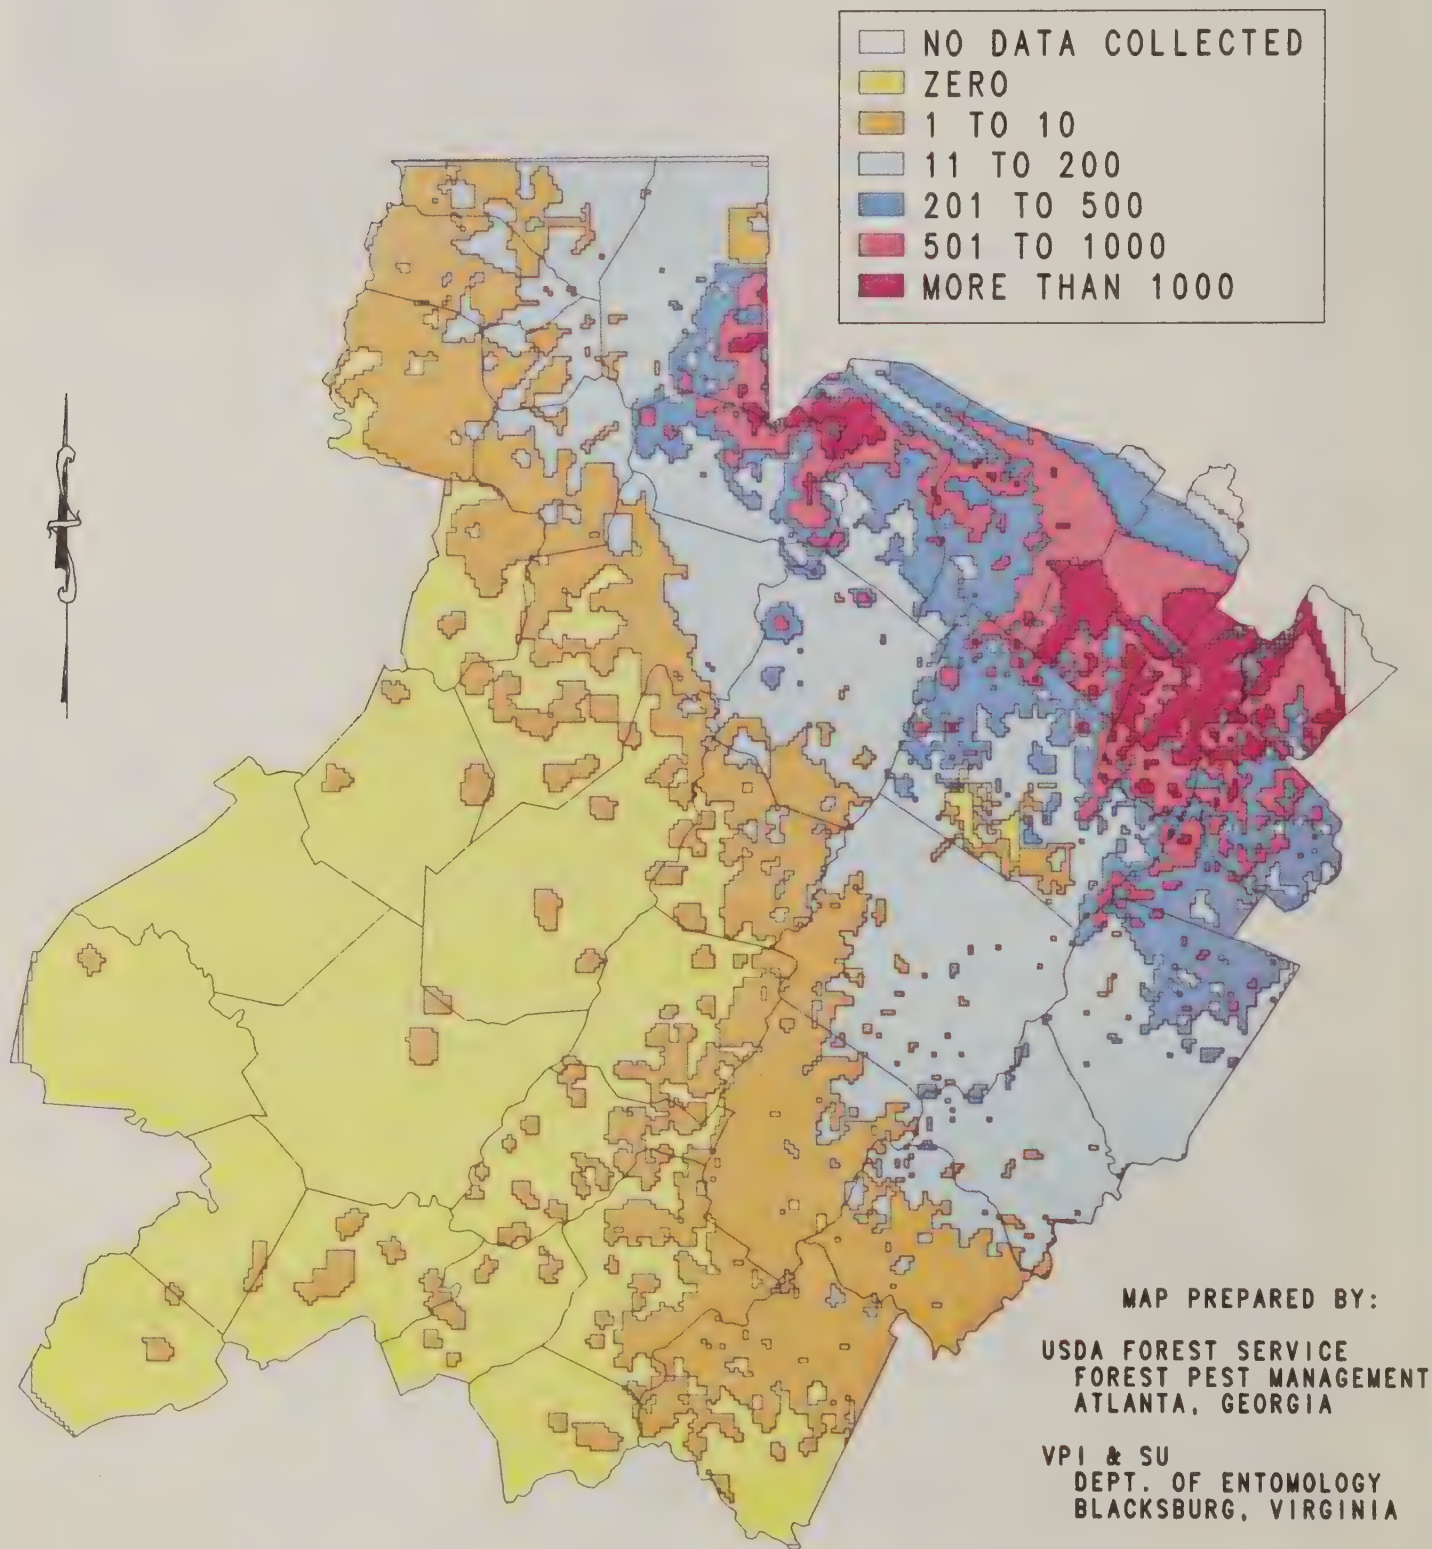 NO DATA COLLECTED
ZERO
1 TO 10
11 TO 200
201 TO 500
501 TO 1000
MORE THAN 1000
MAP PREPARED BY:
USDA FOREST SERVICE
FOREST PEST MANAGEMENT
ATLANTA, GEORGIA
VPI & SU
DEPT. OF ENTOMOLOGY
BLACKSBURG, VIRGINIA